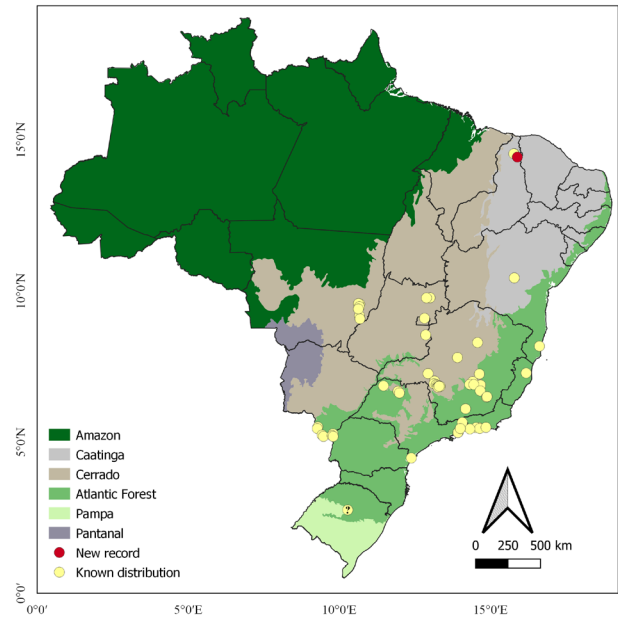 15°0'N
10°0'N
5°0'N
0°0'
?
Amazon
Caatinga
Cerrado
Atlantic Forest
Pampa
Pantanal
New record
Known distribution
0 250 500 km
0°0' 5°0'E 10°0'E 15°0'E